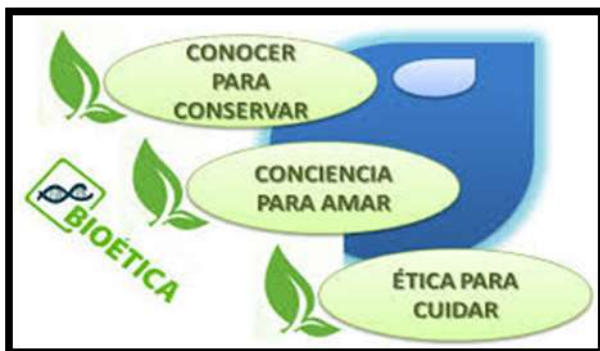 CONOCER
PARA
CONSERVAR
CONCIENCIA
PARA AMAR
BIOÉTICA
ÉTICA PARA
CUIDAR